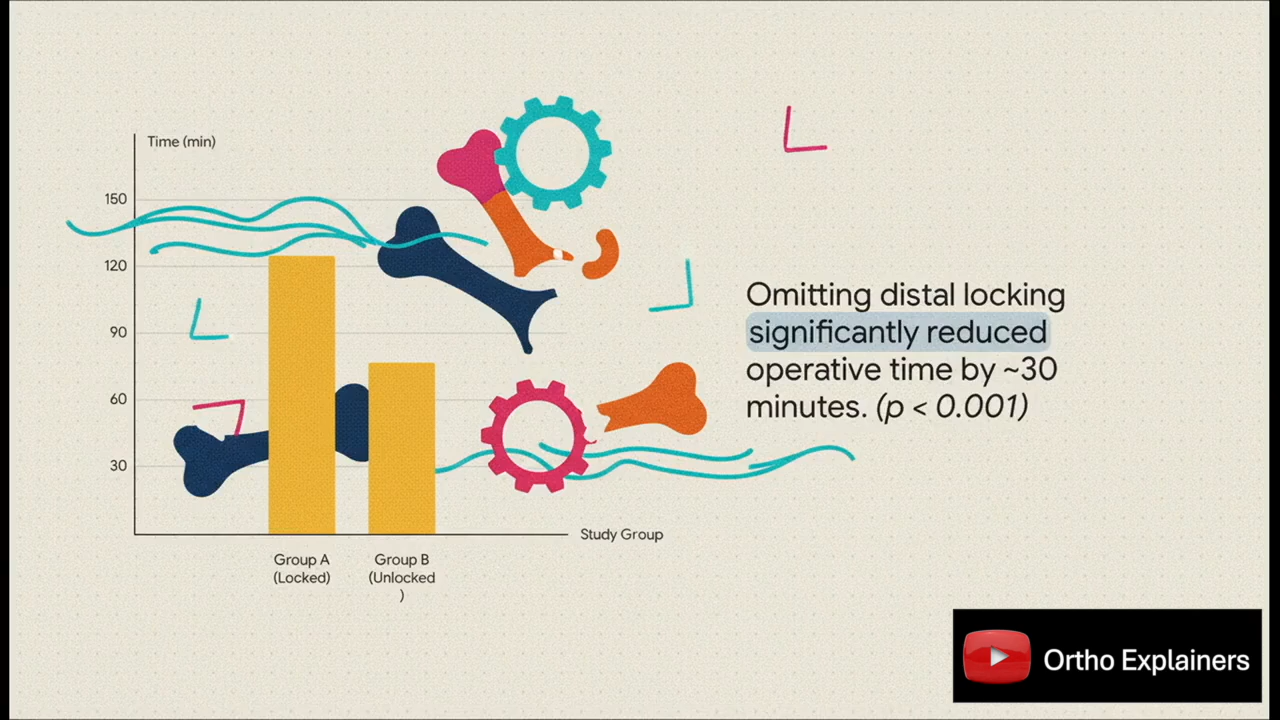 Time (min)
150
120
90
60
30
Study Group
Group A
(Locked)
Group B
(Unlocked
)
Omitting distal locking
significantly reduced
operative time by ~30
minutes. (p < 0.001)
Ortho Explainers